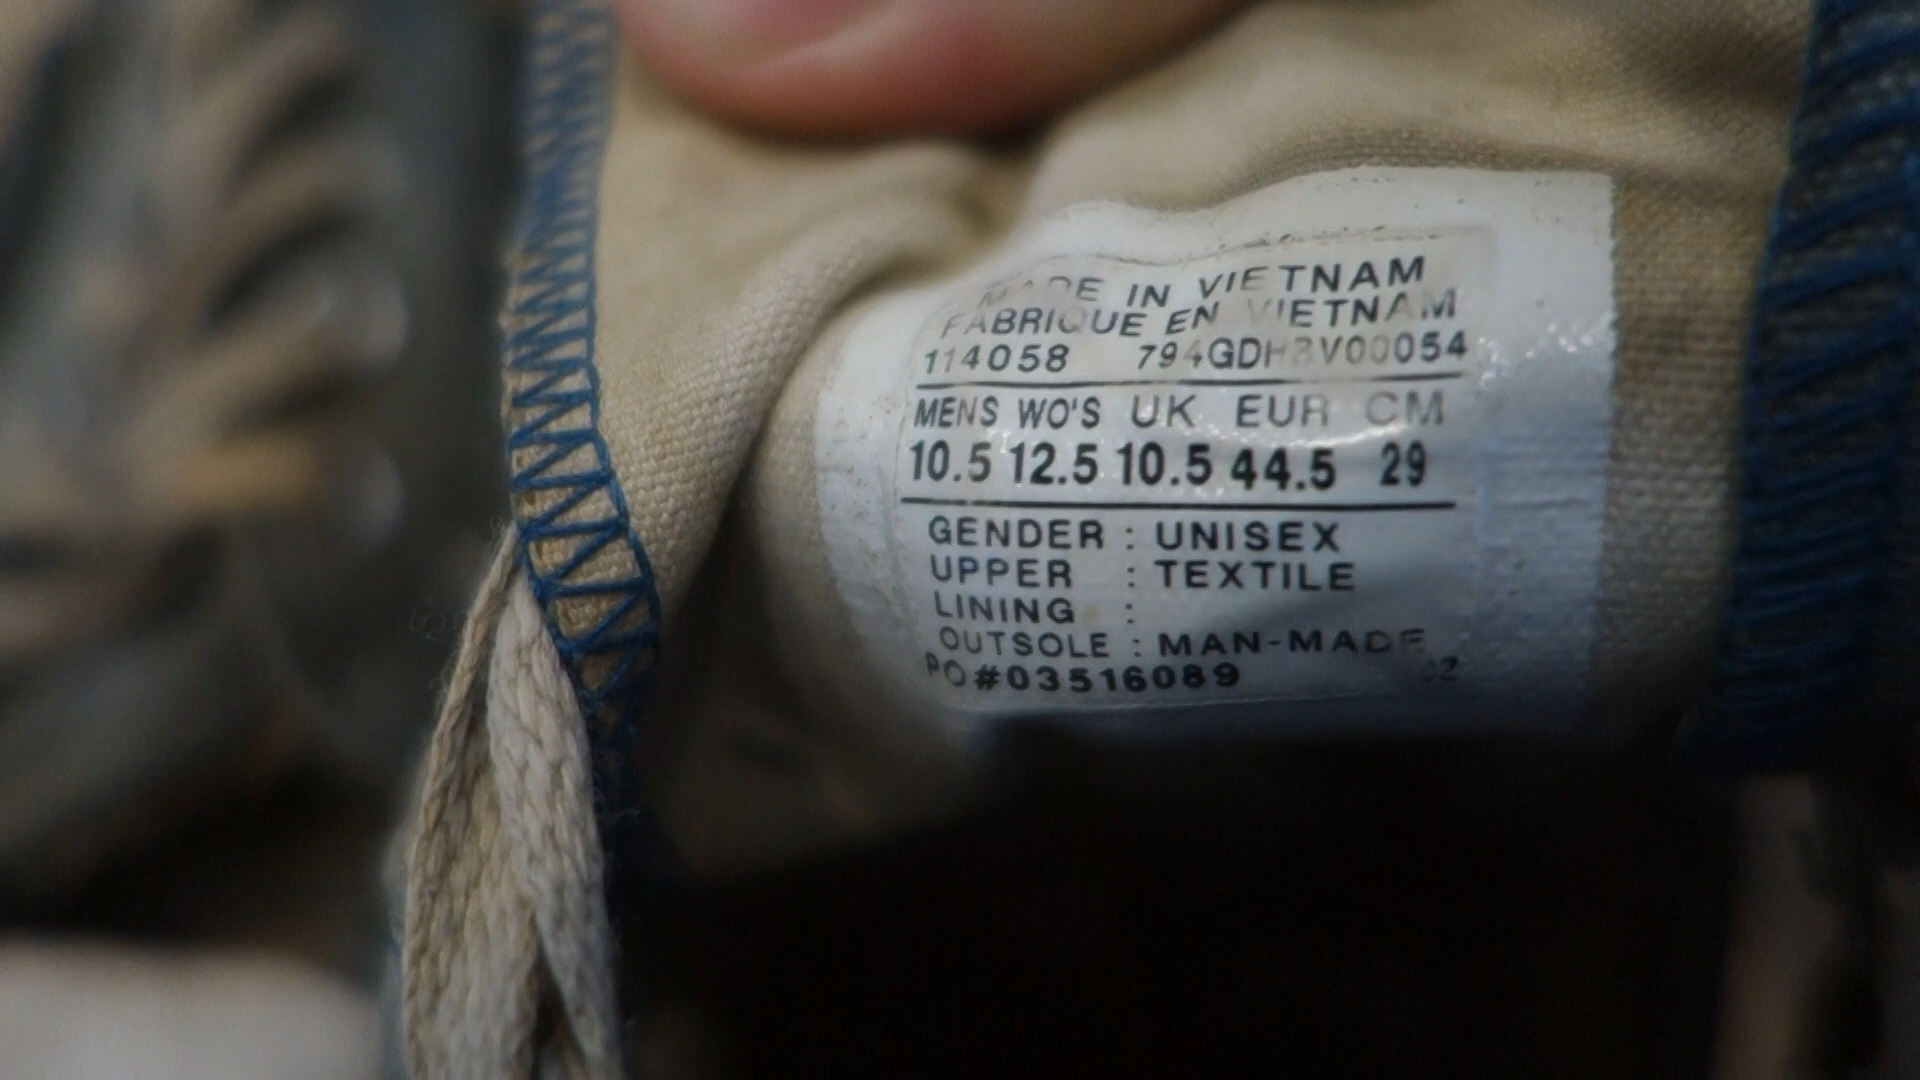 MADE IN VIETNAM
FABRIQUE EN VIETNAM
114058
MENS WO'S UK EUR CM
10.5 12.5 10.5 44.5 29
GENDER : UNISEX
UPPER : TEXTILE
LINING :
OUTSOLE : MAN-MADE
PO#03516089